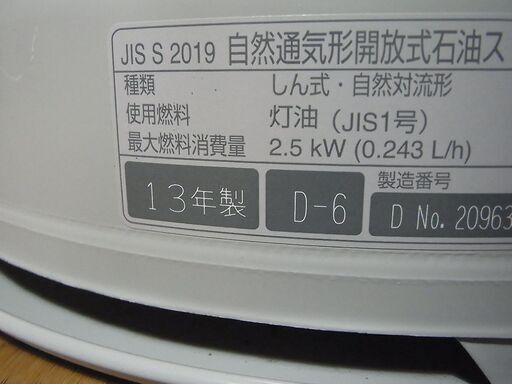 JIS S 2019 自然通気形開放式石油ス
種類 しん式・自然対流形
使用燃料 灯油（JIS1号）
最大燃料消費量 2.5 kW (0.243 L/h)
製造番号
13年製 D-6 D No. 20963